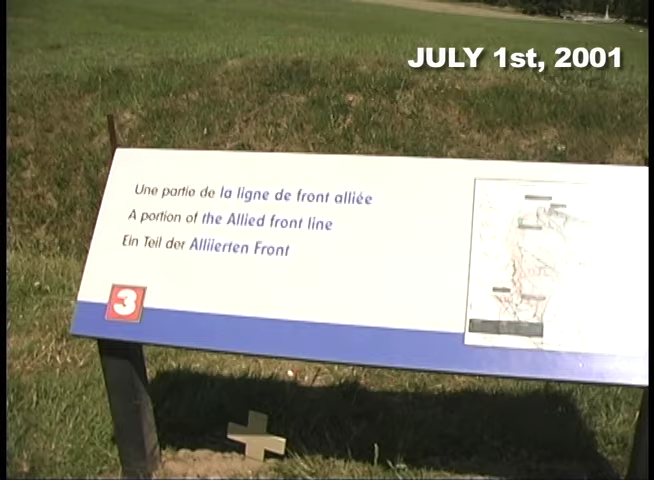 JULY 1st, 2001
Une partie de la ligne de front alliée
A portion of the Allied front line
Ein Teil der Alliierten Front
3